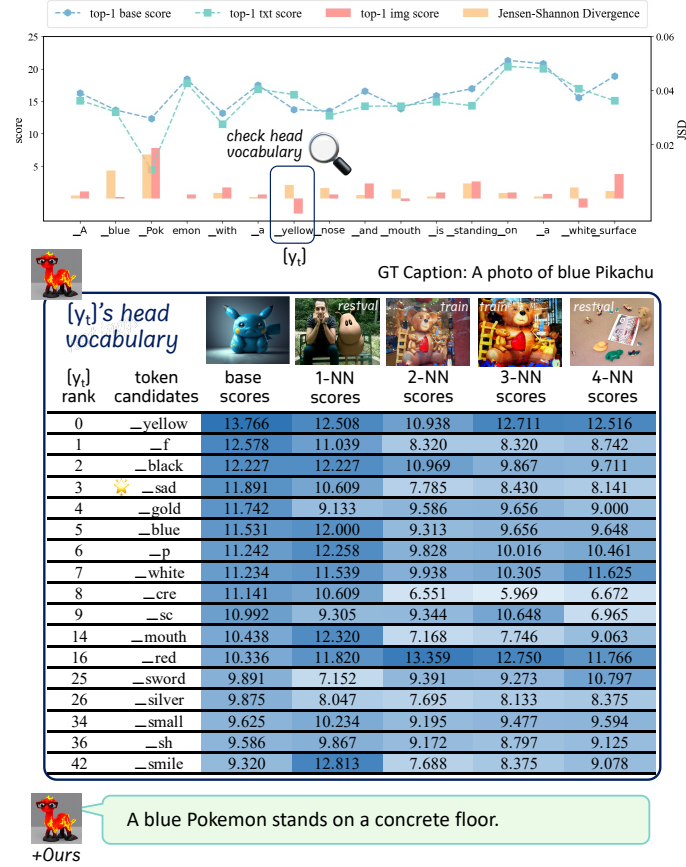 top-1 base score top-1 txt score top-1 img score Jensen-Shannon Divergence
25 0.06
20
15 0.04
10 0.02
5
score
JSD
check head
vocabulary
_A _blue _Pok emon _with _a _yellow _nose _and _mouth _is _standing _on _a _white _surface
[yt]
GT Caption: A photo of blue Pikachu
[yt]'s head
vocabulary
restval train train restval
[yt] rank token candidates base scores 1-NN scores 2-NN scores 3-NN scores 4-NN scores
0 _yellow 13.766 12.508 10.938 12.711 12.516
1 _f 12.578 11.039 8.320 8.320 8.742
2 _black 12.227 12.227 10.969 9.867 9.711
3 _sad 11.891 10.609 7.785 8.430 8.141
4 _gold 11.742 9.133 9.586 9.656 9.000
5 _blue 11.531 12.000 9.313 9.656 9.648
6 _p 11.242 12.258 9.828 10.016 10.461
7 _white 11.234 11.539 9.938 10.305 11.625
8 _cre 11.141 10.609 6.551 5.969 6.672
9 _sc 10.992 9.305 9.344 10.648 6.965
14 _mouth 10.438 12.320 7.168 7.746 9.063
16 _red 10.336 11.820 13.359 12.750 11.766
25 _sword 9.891 7.152 9.391 9.273 10.797
26 _silver 9.875 8.047 7.695 8.133 8.375
34 _small 9.625 10.234 9.195 9.477 9.594
36 _sh 9.586 9.867 9.172 8.797 9.125
42 _smile 9.320 12.813 7.688 8.375 9.078
A blue Pokemon stands on a concrete floor.
+Ours